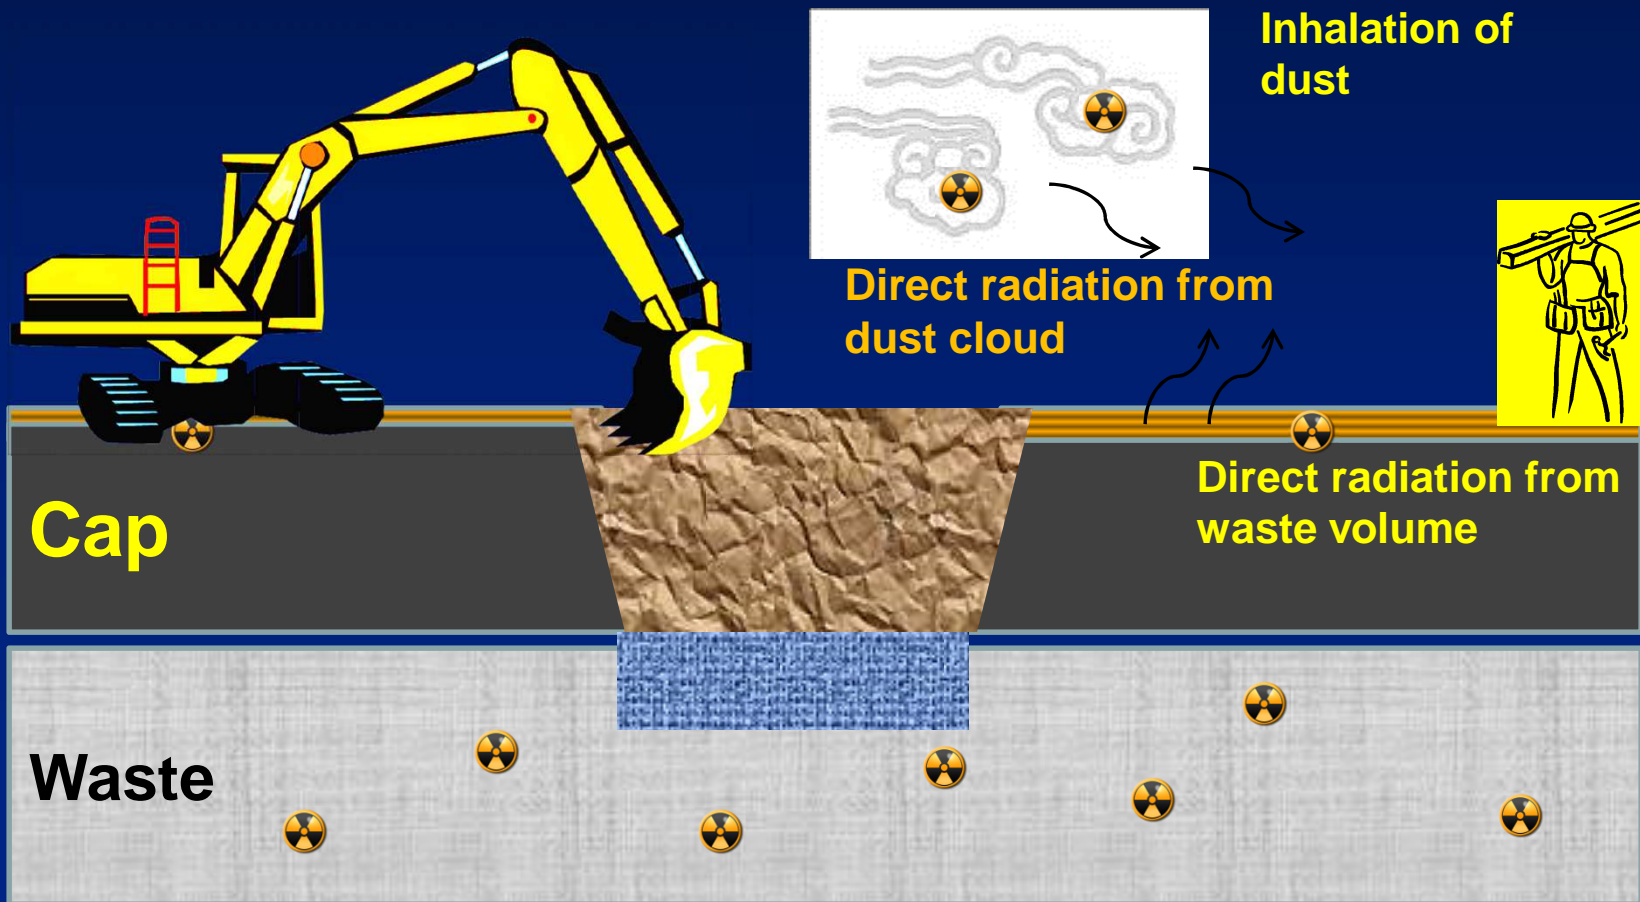 Inhalation of
dust
Direct radiation from
dust cloud
Direct radiation from
waste volume
Cap
Waste